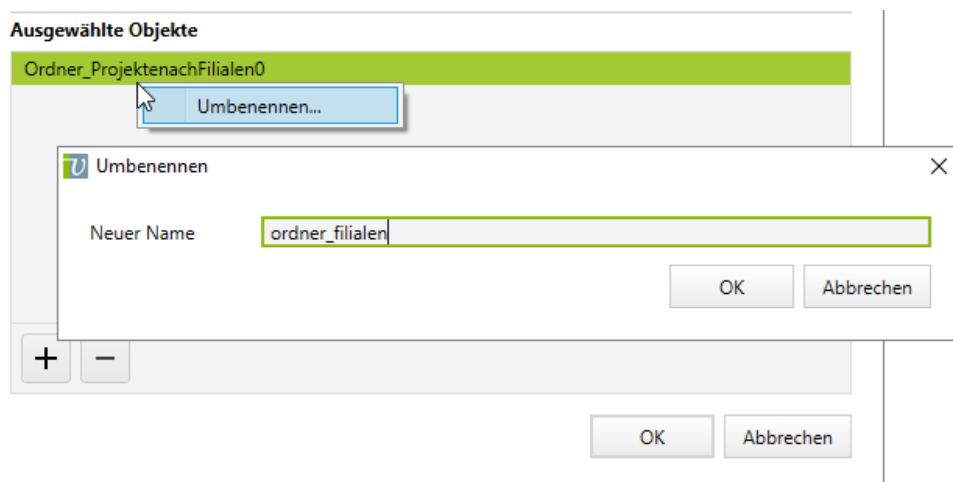 Ausgewählte Objekte
Ordner_ProjektenachFilialen0
Umbenennen...
Umbenennen
Neuer Name
ordner_filialen
OK Abbrechen
OK Abbrechen